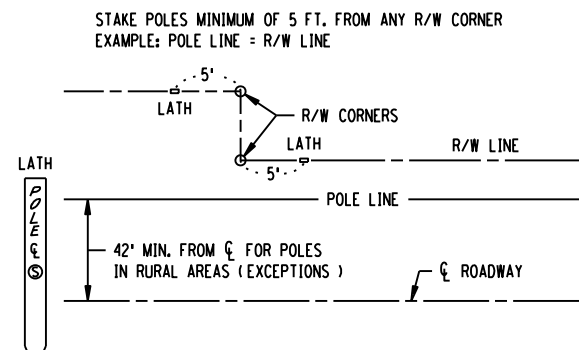 STAKE POLES MINIMUM OF 5 FT. FROM ANY R/W CORNER
EXAMPLE: POLE LINE = R/W LINE
5'
LATH
R/W CORNERS
LATH
R/W LINE
5'
LATH
POLE ℄ Ⓢ
POLE LINE
42' MIN. FROM ℄ FOR POLES
IN RURAL AREAS (EXCEPTIONS)
℄ ROADWAY